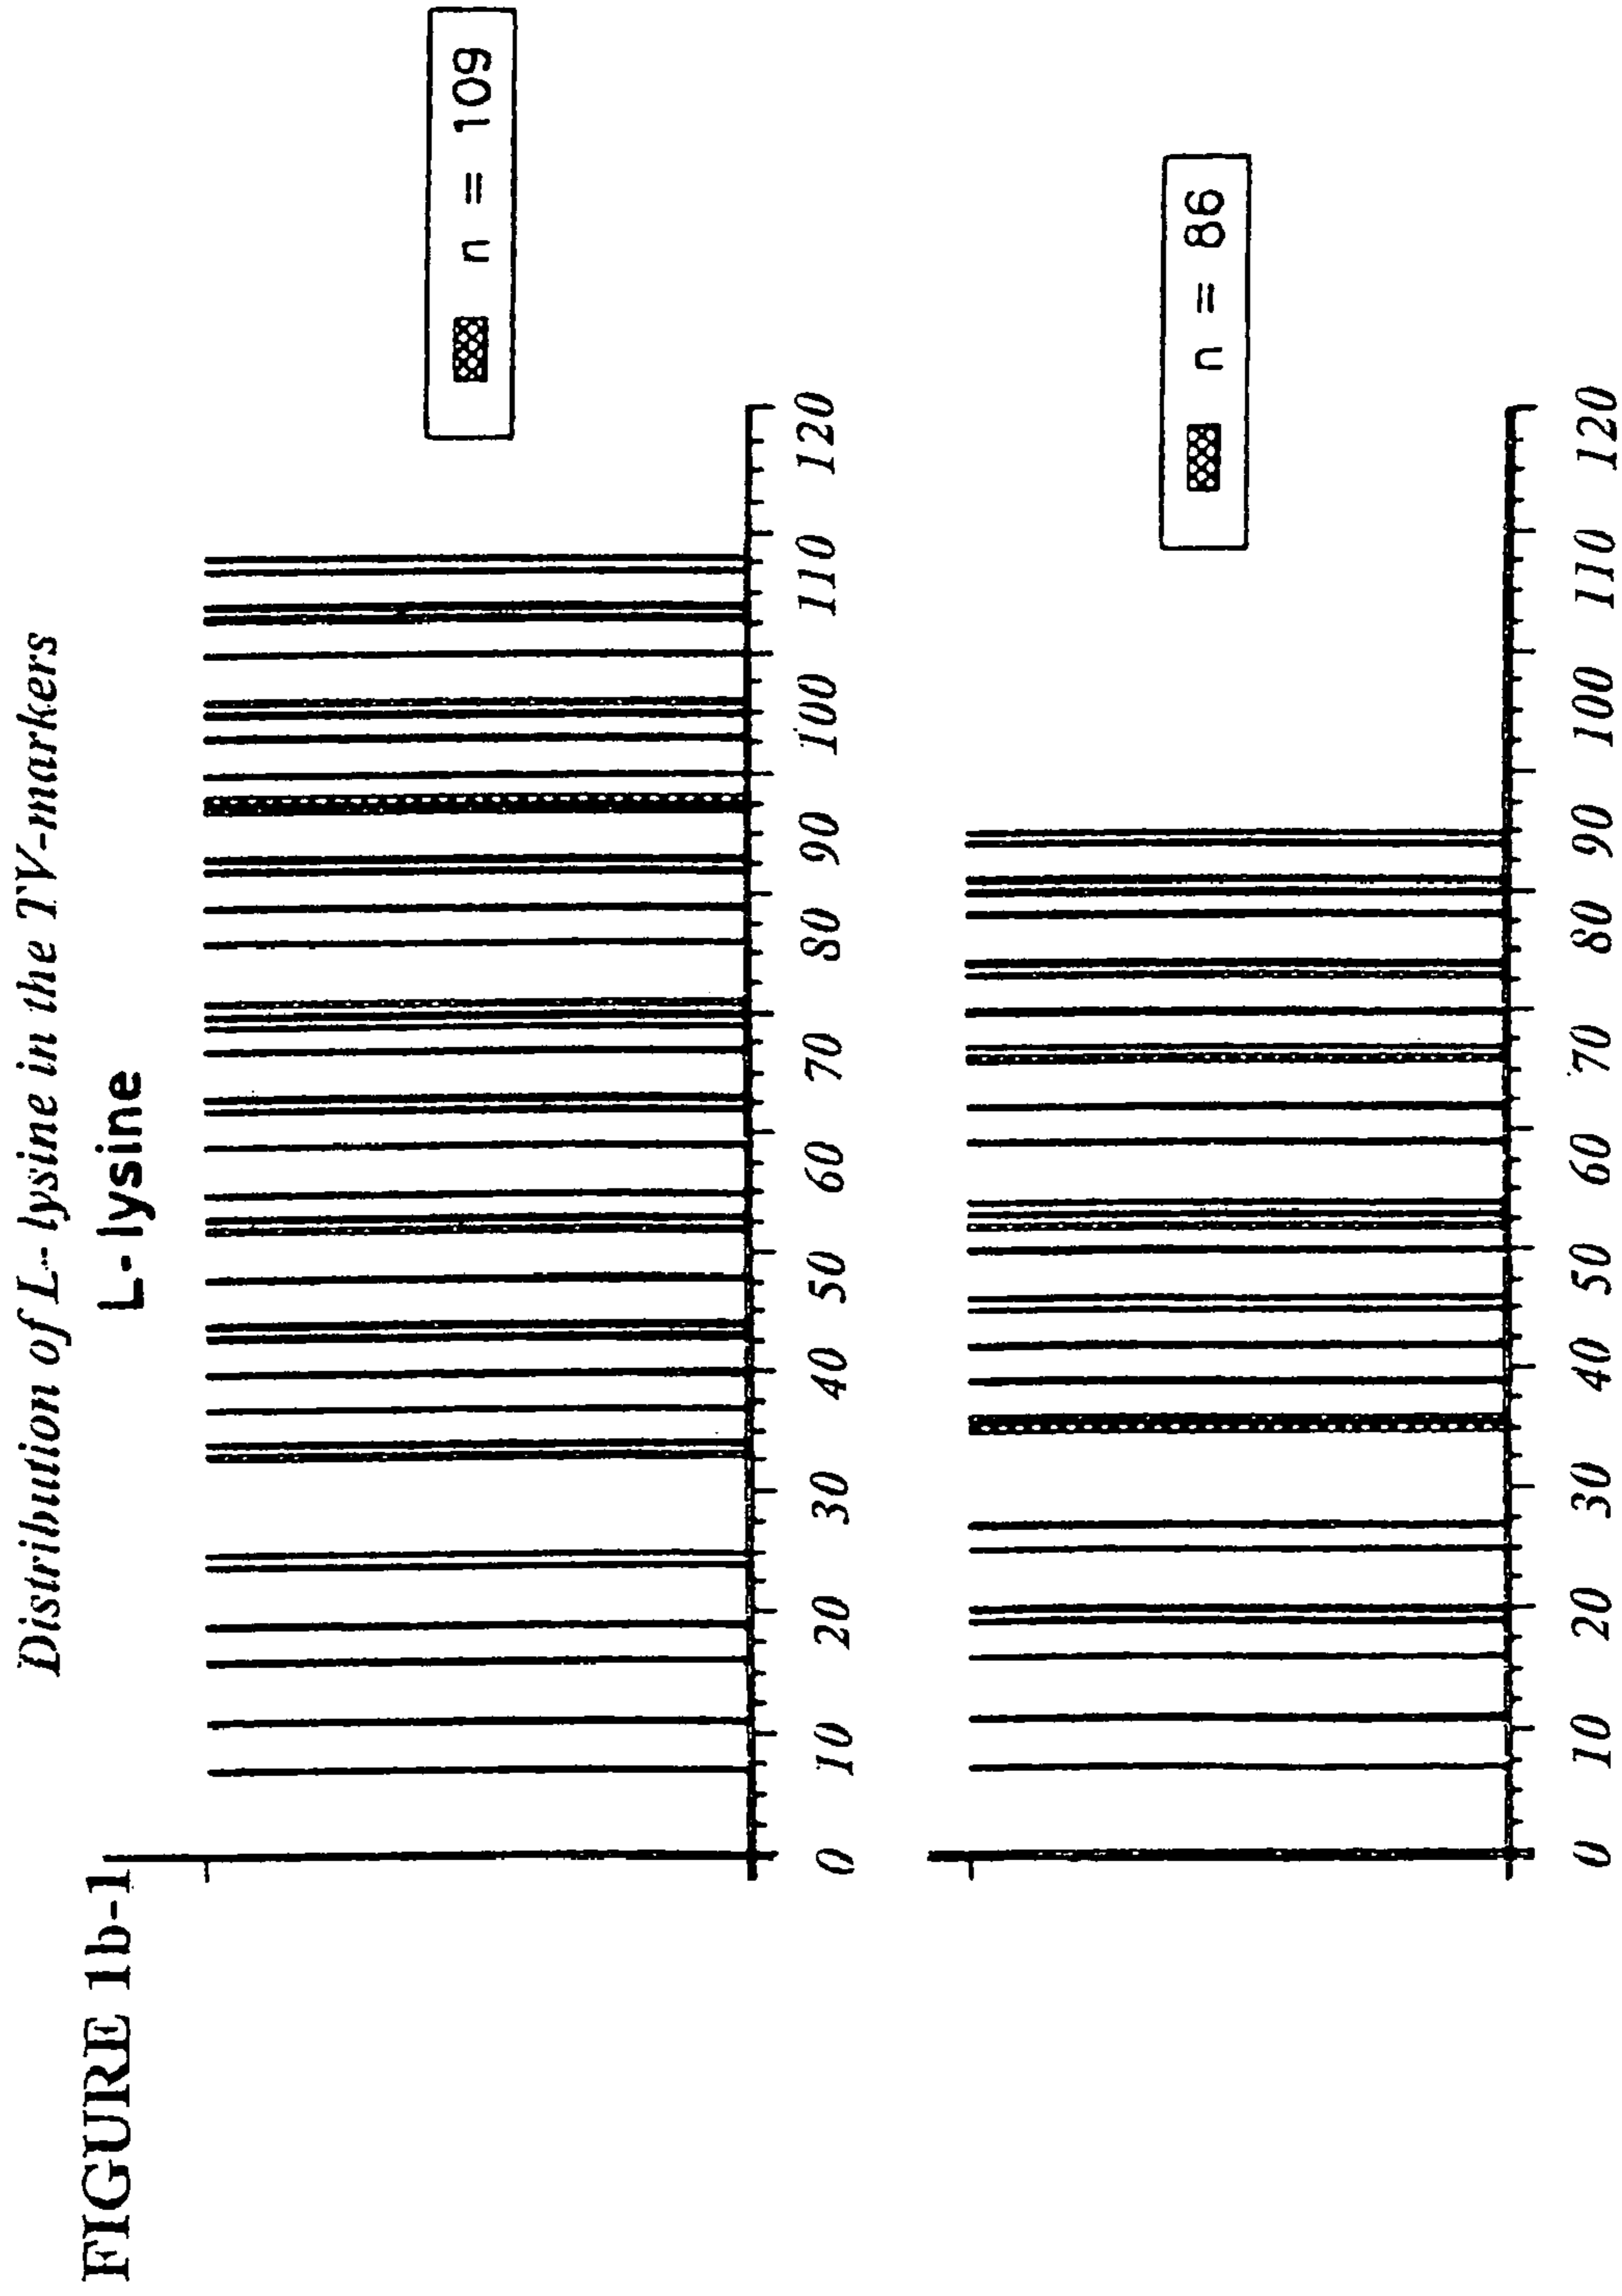 FIGURE 1b-1
Distribution of L-lysine in the TV-markers
L-lysine
n = 109
0 10 20 30 40 50 60 70 80 90 100 110 120
n = 86
0 10 20 30 40 50 60 70 80 90 100 110 120